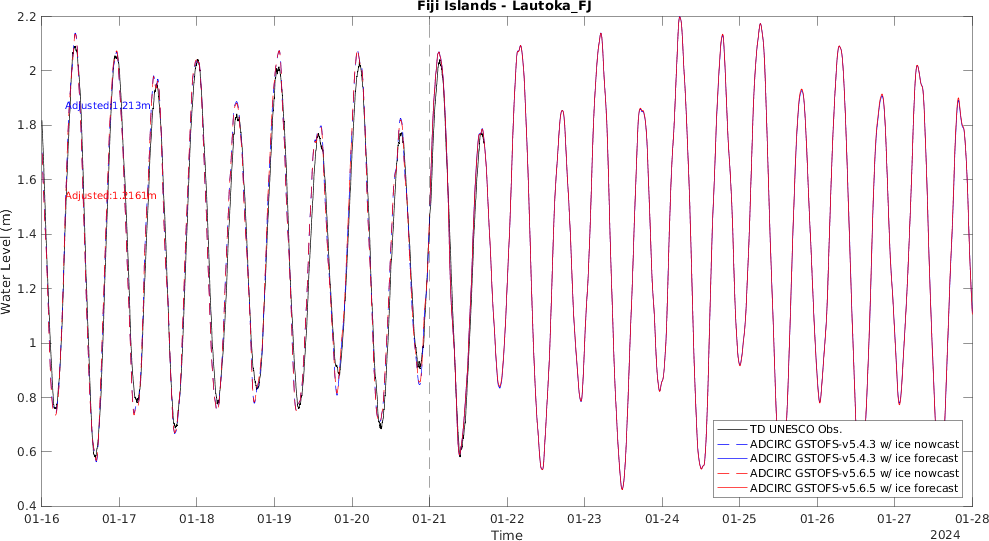 Fiji Islands - Lautoka_FJ
2.2
2
1.8
1.6
1.4
1.2
1
0.8
0.6
0.4
Water Level (m)
Adjusted:1.213m
Adjusted:1.2161m
TD UNESCO Obs.
ADCIRC GSTOFS-v5.4.3 w/ ice nowcast
ADCIRC GSTOFS-v5.4.3 w/ ice forecast
ADCIRC GSTOFS-v5.6.5 w/ ice nowcast
ADCIRC GSTOFS-v5.6.5 w/ ice forecast
01-16 01-17 01-18 01-19 01-20 01-21 01-22 01-23 01-24 01-25 01-26 01-27 01-28
Time
2024